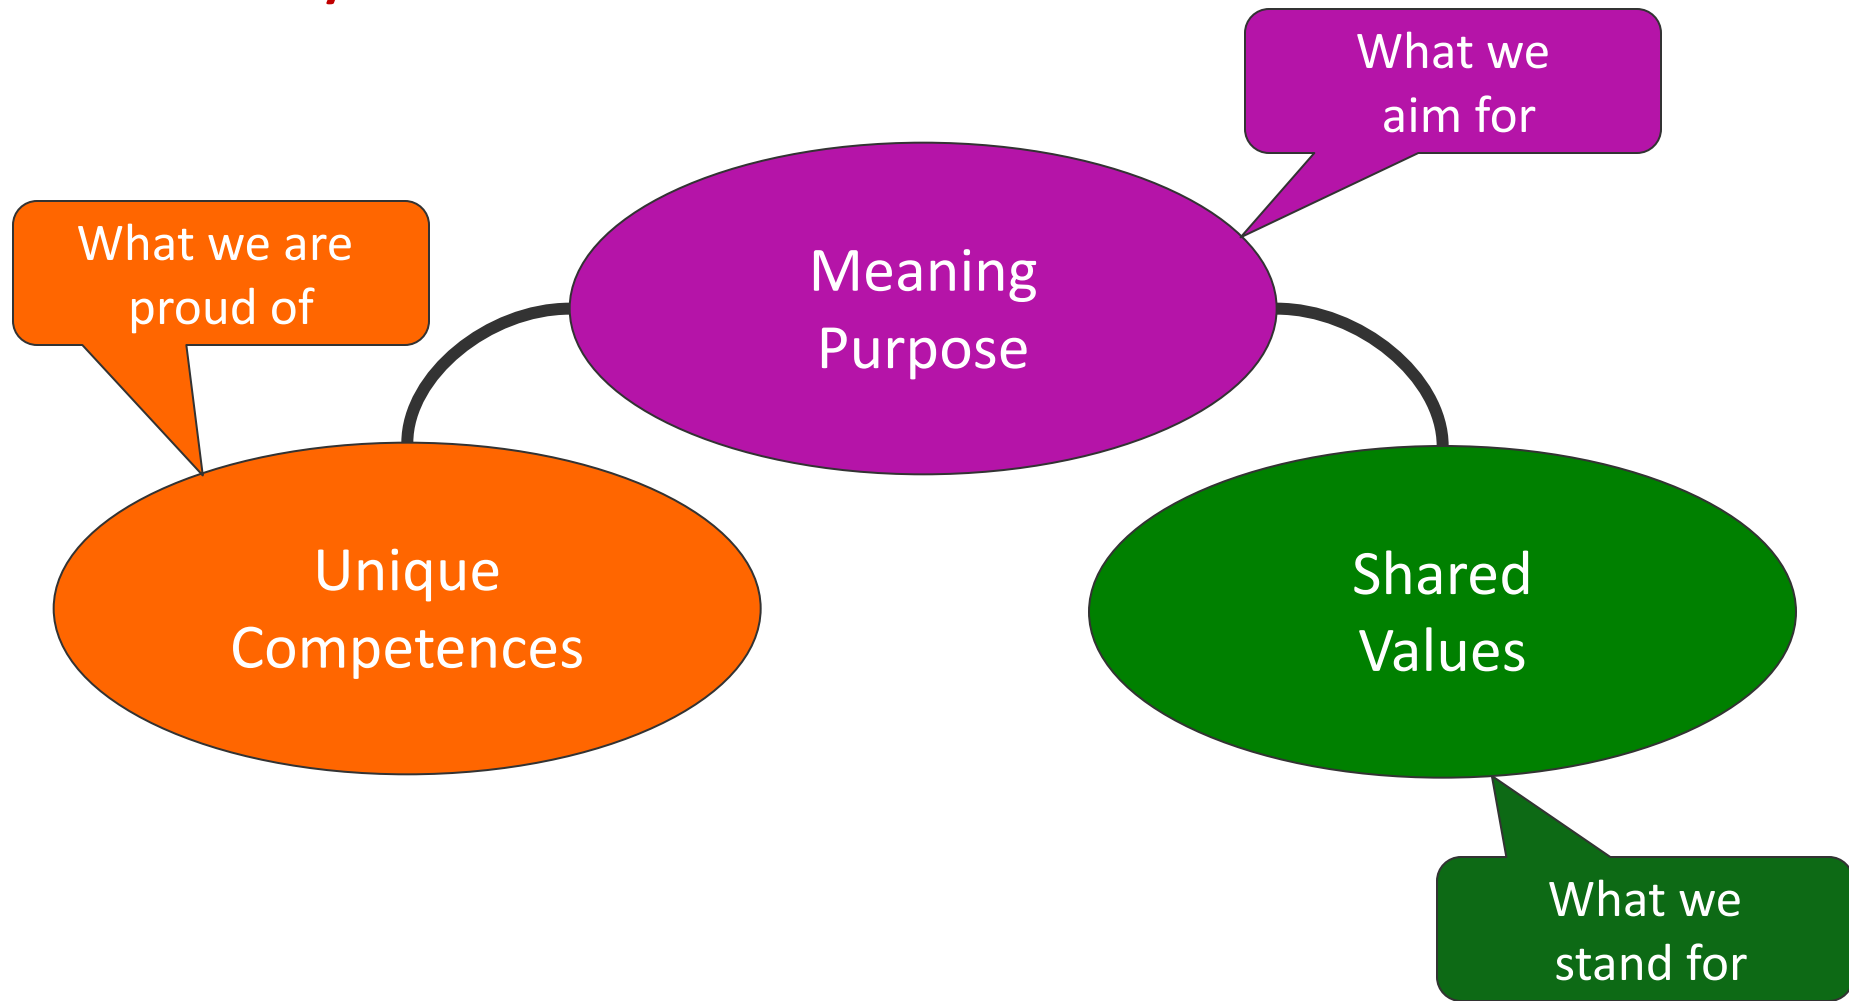 What we
aim for
What we are
proud of
Meaning
Purpose
Unique
Competences
Shared
Values
What we
stand for